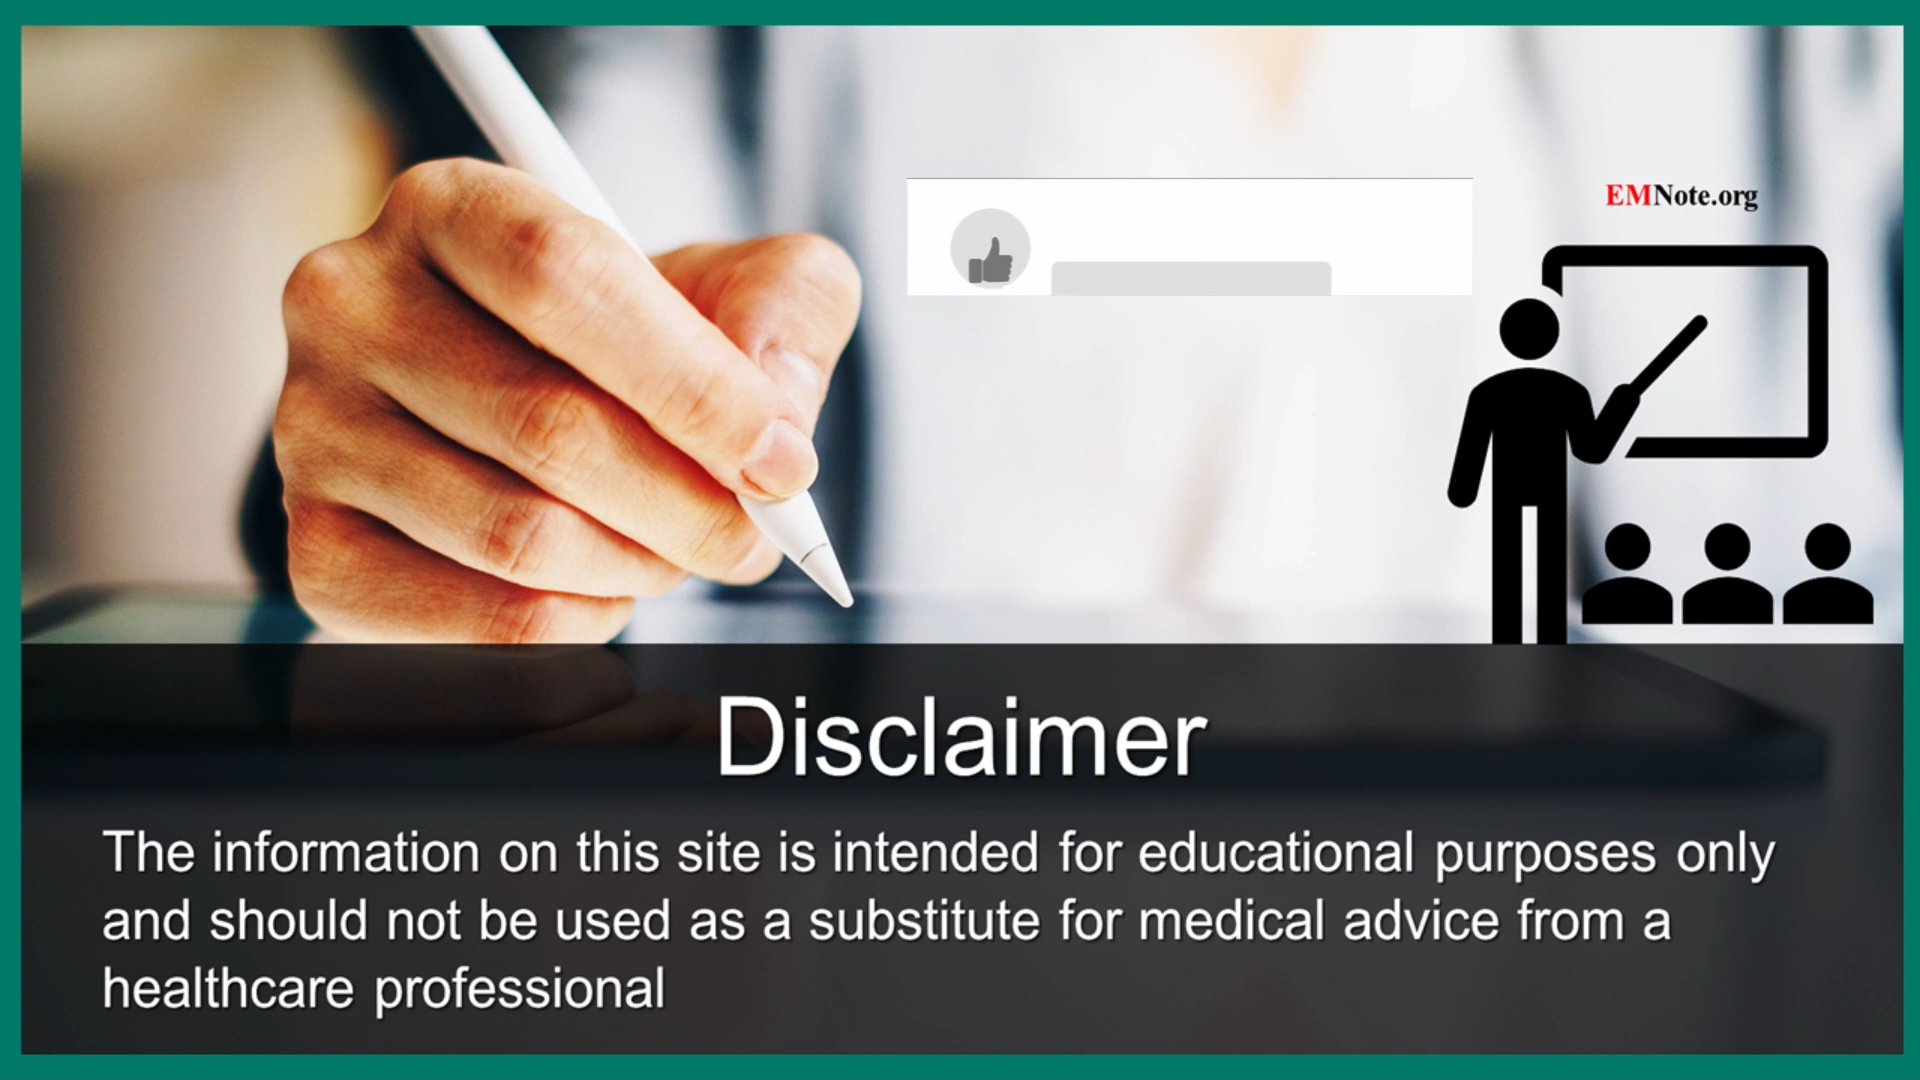 EMNote.org
Disclaimer
The information on this site is intended for educational purposes only
and should not be used as a substitute for medical advice from a
healthcare professional